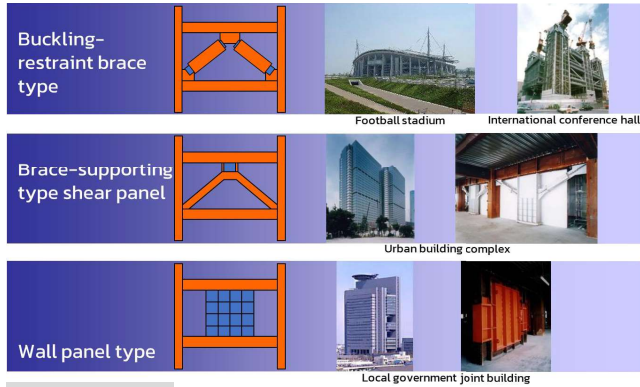 Buckling-
restraint brace
type
Football stadium
International conference hall
Brace-supporting
type shear panel
Urban building complex
Wall panel type
Local government joint building